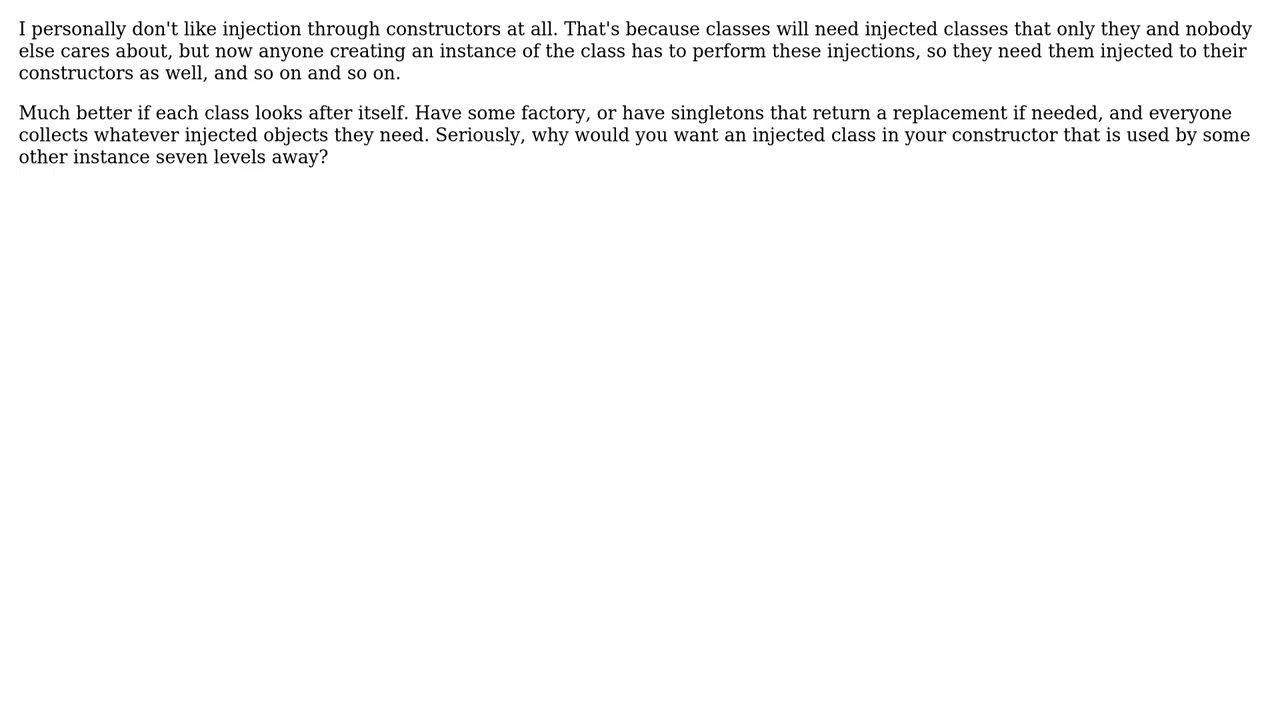 I personally don't like injection through constructors at all. That's because classes will need injected classes that only they and nobody
else cares about, but now anyone creating an instance of the class has to perform these injections, so they need them injected to their
constructors as well, and so on and so on.
Much better if each class looks after itself. Have some factory, or have singletons that return a replacement if needed, and everyone
collects whatever injected objects they need. Seriously, why would you want an injected class in your constructor that is used by some
other instance seven levels away?